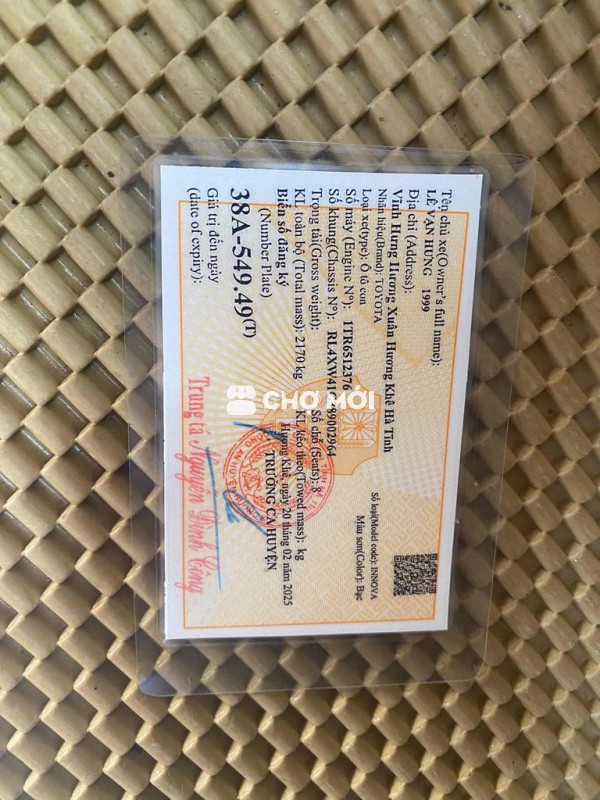 Tên chủ xe(Owner's full name):
LÊ VẠN HƯNG 1999
Địa chỉ (Address):
Vĩnh Hưng Hương Xuân Hương Khê Hà Tĩnh
Nhãn hiệu(Brand): TOYOTA
Số loại(Model code): INNOVA
Loại xe(type): Ô tô con
Màu sơn(Color): Bạc
Số máy (Engine N°): 1TR6512376
Số khung(Chassis N°):
Trọng tải(Gross weight):
Số chỗ (Seats): 8
KL toàn bộ (Total mass): 2170 kg
KL kéo theo(Towed mass): kg
Biển số đăng ký
(Number Plate)
Hương Khê, ngày 20 tháng 02 năm 2025
38A-549.49(T)
TRƯỞNG CA HUYỆN
Giá trị đến ngày
(date of expiry):
Trung tá Nguyễn Đình Công
CHỢ MỚI